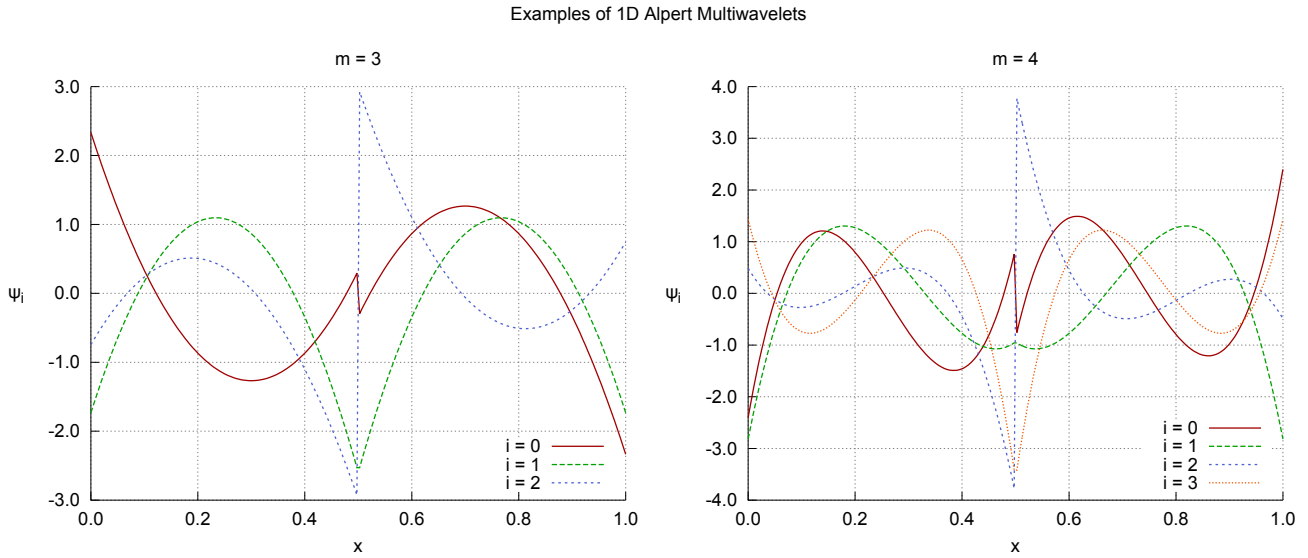 Examples of 1D Alpert Multiwavelets
m = 3
3.0
2.0
1.0
0.0
-1.0
-2.0
-3.0
ψi
0.0 0.2 0.4 0.6 0.8 1.0
x
i = 0
i = 1
i = 2
m = 4
4.0
3.0
2.0
1.0
0.0
-1.0
-2.0
-3.0
-4.0
ψi
0.0 0.2 0.4 0.6 0.8 1.0
x
i = 0
i = 1
i = 2
i = 3